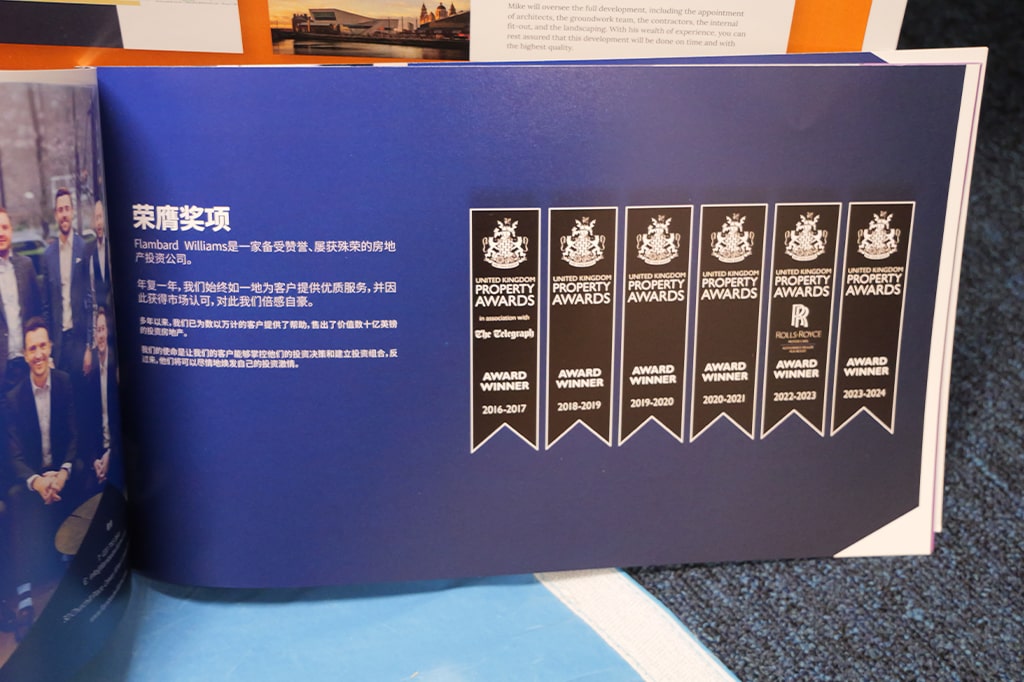 Mike will oversee the full development, including the appointment
of architects, the groundwork team, the contractors, the internal
fit-out, and the landscaping. With his wealth of experience, you can
rest assured that this development will be done on time and with
the highest quality.
荣膺奖项
Flambard Williams是一家备受赞誉、屡获殊荣的房地
产投资公司。
年复一年，我们始终如一地为客户提供优质服务，并因
此获得市场认可，对此我们倍感自豪。
多年以来，我们已为数以万计的客户提供了帮助，售出了价值数十亿英磅
的投资房地产。
我们的使命是让我们的客户能够掌控他们的投资决策和建立投资组合，反
过来，他们将可以尽情地焕发自己的投资激情。
UNITED KINGDOM
PROPERTY
AWARDS
in association with
The Telegraph
AWARD
WINNER
2016-2017
UNITED KINGDOM
PROPERTY
AWARDS
AWARD
WINNER
2018-2019
UNITED KINGDOM
PROPERTY
AWARDS
AWARD
WINNER
2019-2020
UNITED KINGDOM
PROPERTY
AWARDS
AWARD
WINNER
2020-2021
UNITED KINGDOM
PROPERTY
AWARDS
RR
ROLLS-ROYCE
AWARD
WINNER
2022-2023
UNITED KINGDOM
PROPERTY
AWARDS
AWARD
WINNER
2023-2024